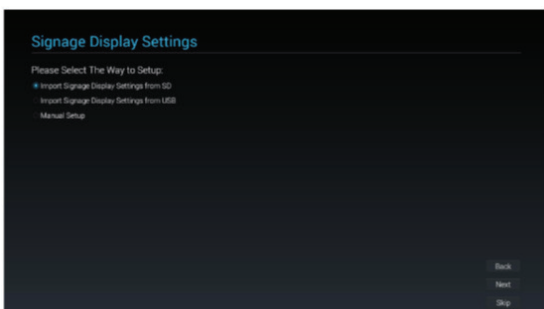 Signage Display Settings
Please Select The Way to Setup:
Import Signage Display Settings from SD
Import Signage Display Settings from USB
Manual Setup
Back
Next
Skip